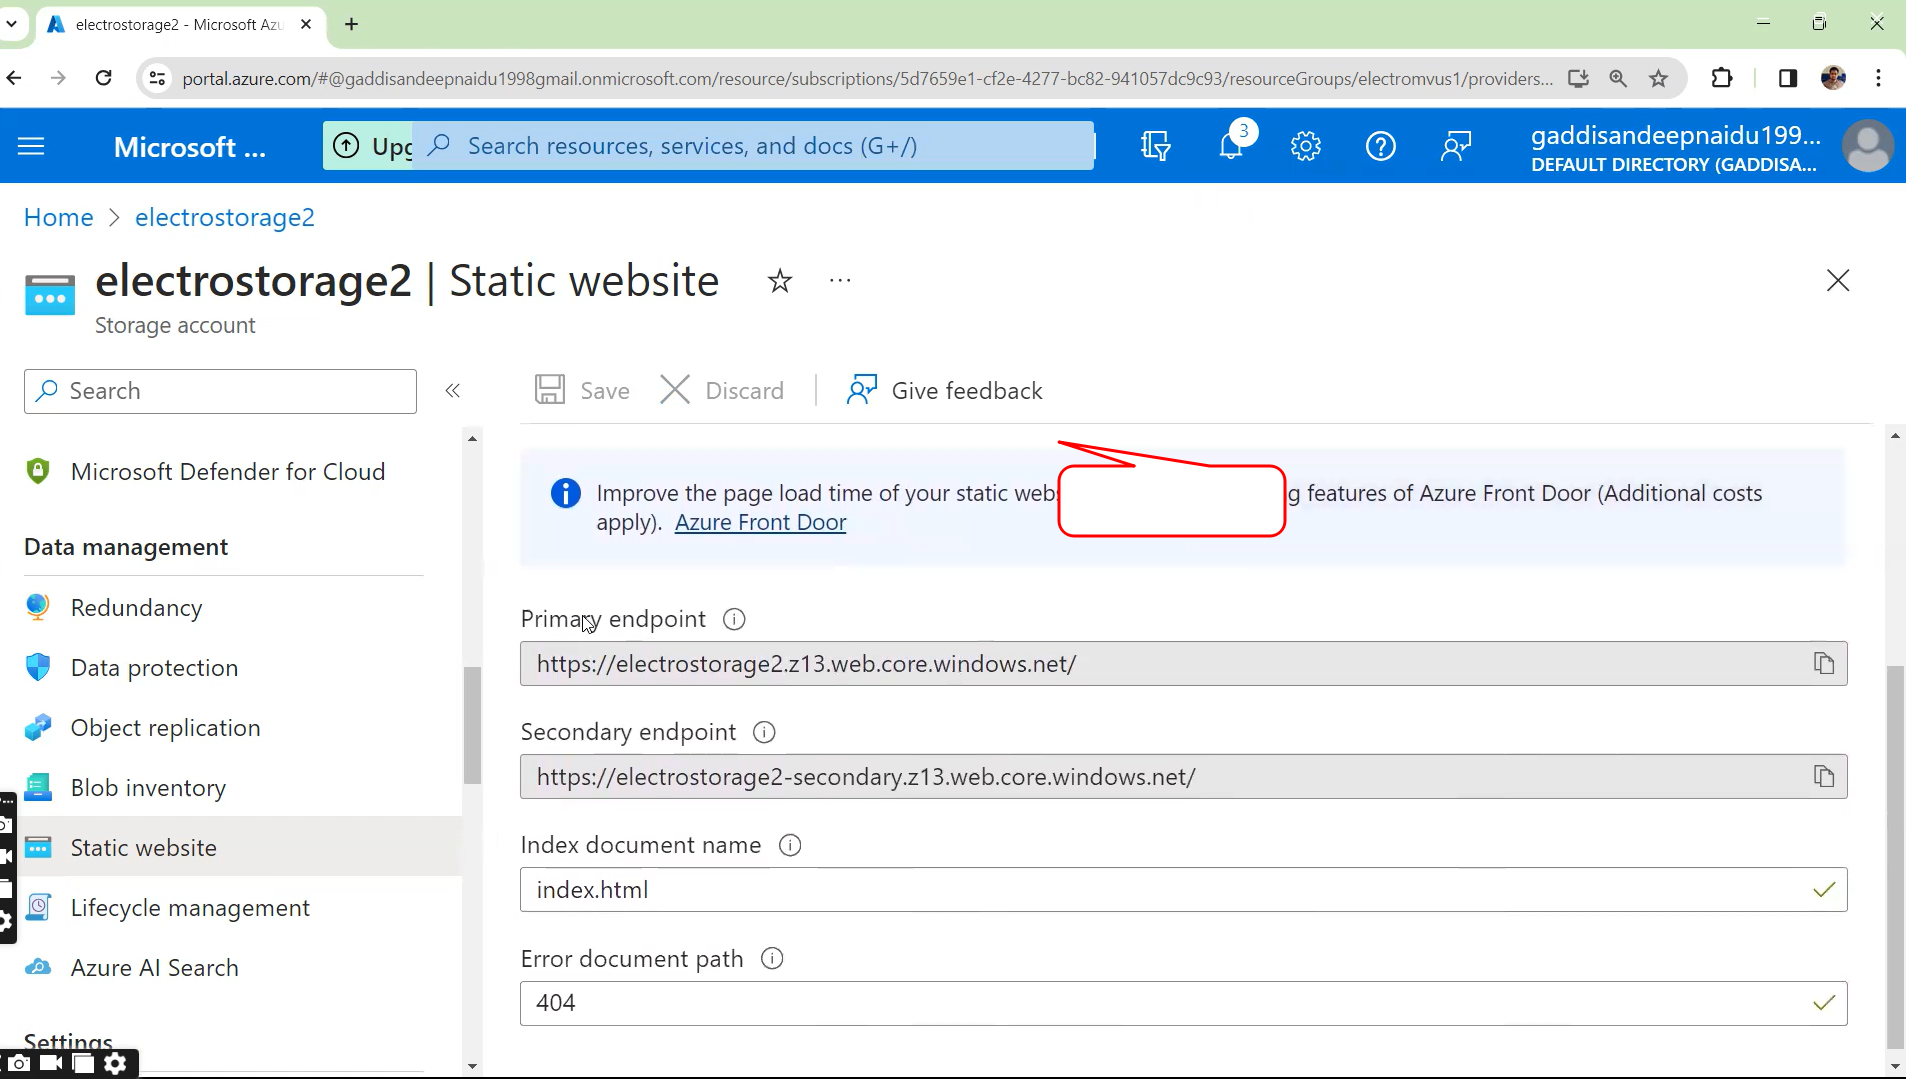 electrostorage2 - Microsoft Azu
portal.azure.com/#@gaddisandeepnaidu1998gmail.onmicrosoft.com/resource/subscriptions/5d7659e1-cf2e-4277-bc82-941057dc9c93/resourceGroups/electromvus1/providers...
Microsoft ...
Upg
Search resources, services, and docs (G+/)
3
gaddisandeepnaidu199...
DEFAULT DIRECTORY (GADDISA...
Home > electrostorage2
electrostorage2 | Static website
Storage account
Search
Save
Discard
Give feedback
Microsoft Defender for Cloud
Data management
Redundancy
Data protection
Object replication
Blob inventory
Static website
Lifecycle management
Azure AI Search
Settings
Improve the page load time of your static webs g features of Azure Front Door (Additional costs
apply). Azure Front Door
Primary endpoint
https://electrostorage2.z13.web.core.windows.net/
Secondary endpoint
https://electrostorage2-secondary.z13.web.core.windows.net/
Index document name
index.html
Error document path
404